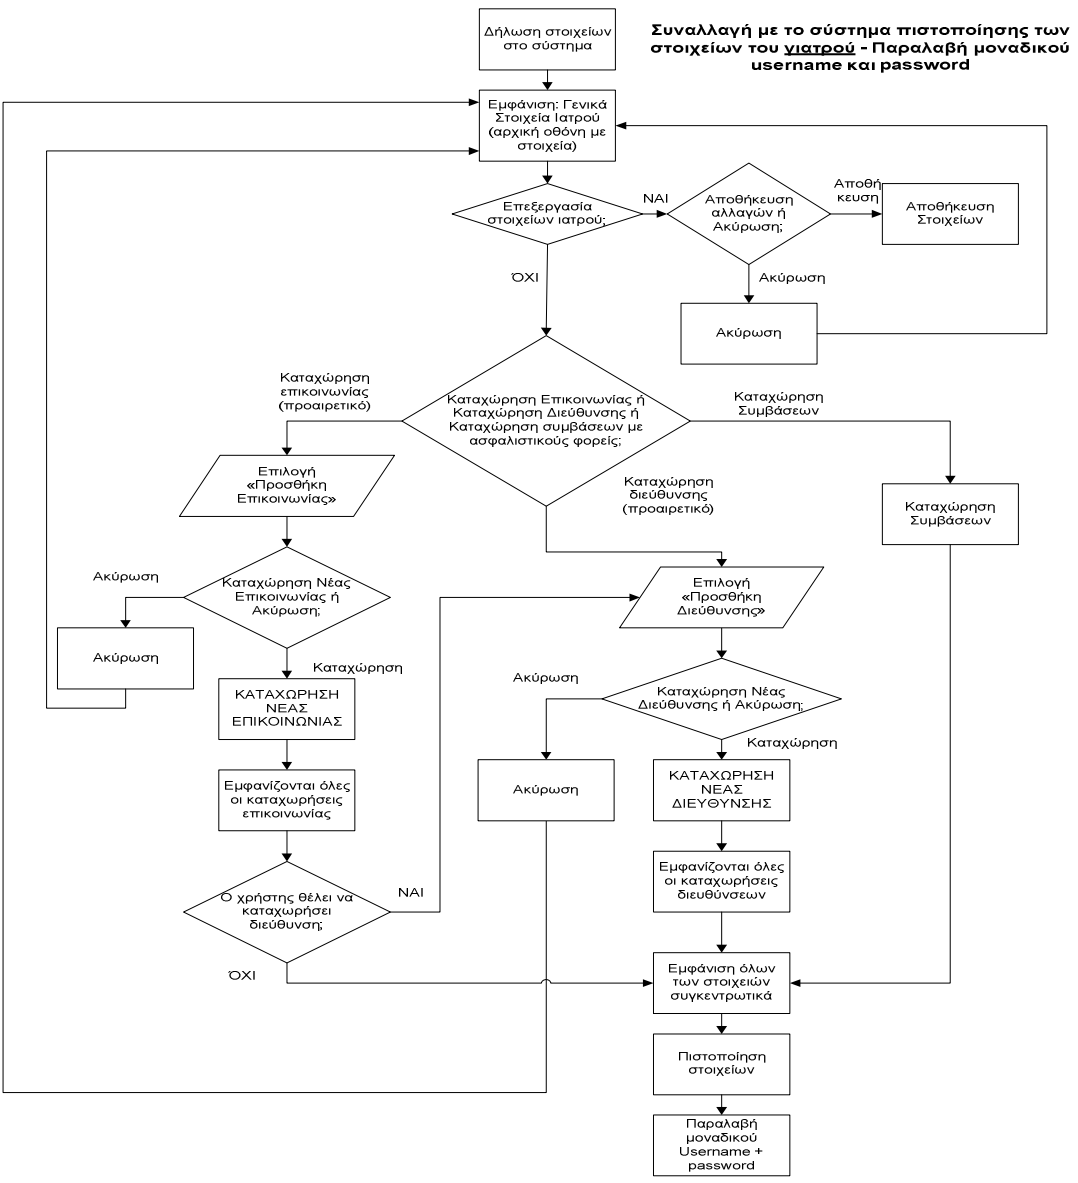 Συναλλαγή με το σύστημα πιστοποίησης των
στοιχείων του γιατρού - Παραλαβή μοναδικού
username και password
Δήλωση στοιχείων
στο σύστημα
Εμφάνιση: Γενικά
Στοιχεία Ιατρού
(αρχική οθόνη με
στοιχεία)
Επεξεργασία
στοιχείων ιατρού;
ΝΑΙ
Αποθήκευση
αλλαγών ή
Ακύρωση;
Αποθή
κευση
Αποθήκευση
Στοιχείων
ΌΧΙ
Ακύρωση
Ακύρωση
Καταχώρηση
επικοινωνίας
(προαιρετικό)
Καταχώρηση Επικοινωνίας ή
Καταχώρηση Διεύθυνσης ή
Καταχώρηση συμβάσεων με
ασφαλιστικούς φορείς;
Καταχώρηση
Συμβάσεων
Επιλογή
«Προσθήκη
Επικοινωνίας»
Καταχώρηση
διεύθυνσης
(προαιρετικό)
Καταχώρηση
Συμβάσεων
Ακύρωση
Καταχώρηση Νέας
Επικοινωνίας ή
Ακύρωση;
Επιλογή
«Προσθήκη
Διεύθυνσης»
Ακύρωση
Καταχώρηση
Ακύρωση
Καταχώρηση Νέας
Διεύθυνσης ή Ακύρωση;
ΚΑΤΑΧΩΡΗΣΗ
ΝΕΑΣ
ΕΠΙΚΟΙΝΩΝΙΑΣ
Καταχώρηση
Εμφανίζονται όλες
οι καταχωρήσεις
επικοινωνίας
Ακύρωση
ΚΑΤΑΧΩΡΗΣΗ
ΝΕΑΣ
ΔΙΕΥΘΥΝΣΗΣ
Ο χρήστης θέλει να
καταχωρήσει
διεύθυνση;
ΝΑΙ
Εμφανίζονται όλες
οι καταχωρήσεις
διευθύνσεων
ΌΧΙ
Εμφάνιση όλων
των στοιχειών
συγκεντρωτικά
Πιστοποίηση
στοιχείων
Παραλαβή
μοναδικού
Username +
password